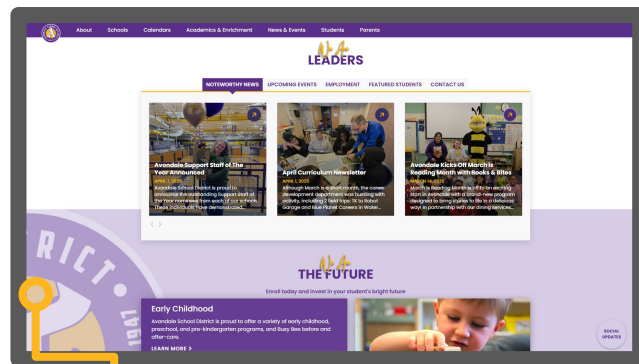 About Schools Calendars Academics & Enrichment News & Events Students Parents
LEADERS
NOTEWORTHY NEWS UPCOMING EVENTS EMPLOYMENT FEATURED STUDENTS CONTACT US
Avondale Support Staff of The
Year Announced
APRIL 7, 2025
Avondale School District is proud to
announce the outstanding Support Staff of
the Year nominees from each of our schools.
These individuals have demonstrated...
April Curriculum Newsletter
APRIL 1, 2025
Although March is a short month, the career
development department was bustling with
activity, including 2 field trips: 1K to Robot
Garage and Blue Planet Careers in Water...
Avondale Kicks Off March is
Reading Month with Books & Bites
MARCH 14, 2025
March is Reading Month is off to an exciting
start in Avondale with a brand-new program
designed to bring stories to life in a delicious
way! In partnership with our dining services...
THE FUTURE
Enroll today and invest in your student's bright future
Early Childhood
Avondale School District is proud to offer a variety of early childhood,
preschool, and pre-kindergarten programs, and Busy Bee before and
after-care.
LEARN MORE >
SOCIAL
UPDATES
RICT
1947